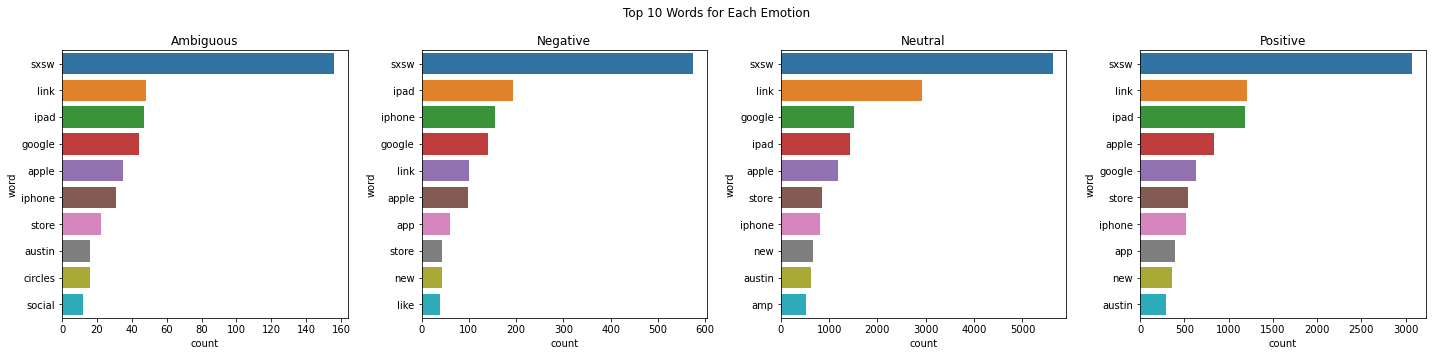 Top 10 Words for Each Emotion
Ambiguous
word
sxsw
link
ipad
google
apple
iphone
store
austin
circles
social
0 20 40 60 80 100 120 140 160
count
Negative
word
sxsw
ipad
iphone
google
link
apple
app
store
new
like
0 100 200 300 400 500 600
count
Neutral
word
sxsw
link
google
ipad
apple
store
iphone
new
austin
amp
0 1000 2000 3000 4000 5000
count
Positive
word
sxsw
link
ipad
apple
google
store
iphone
app
new
austin
0 500 1000 1500 2000 2500 3000
count